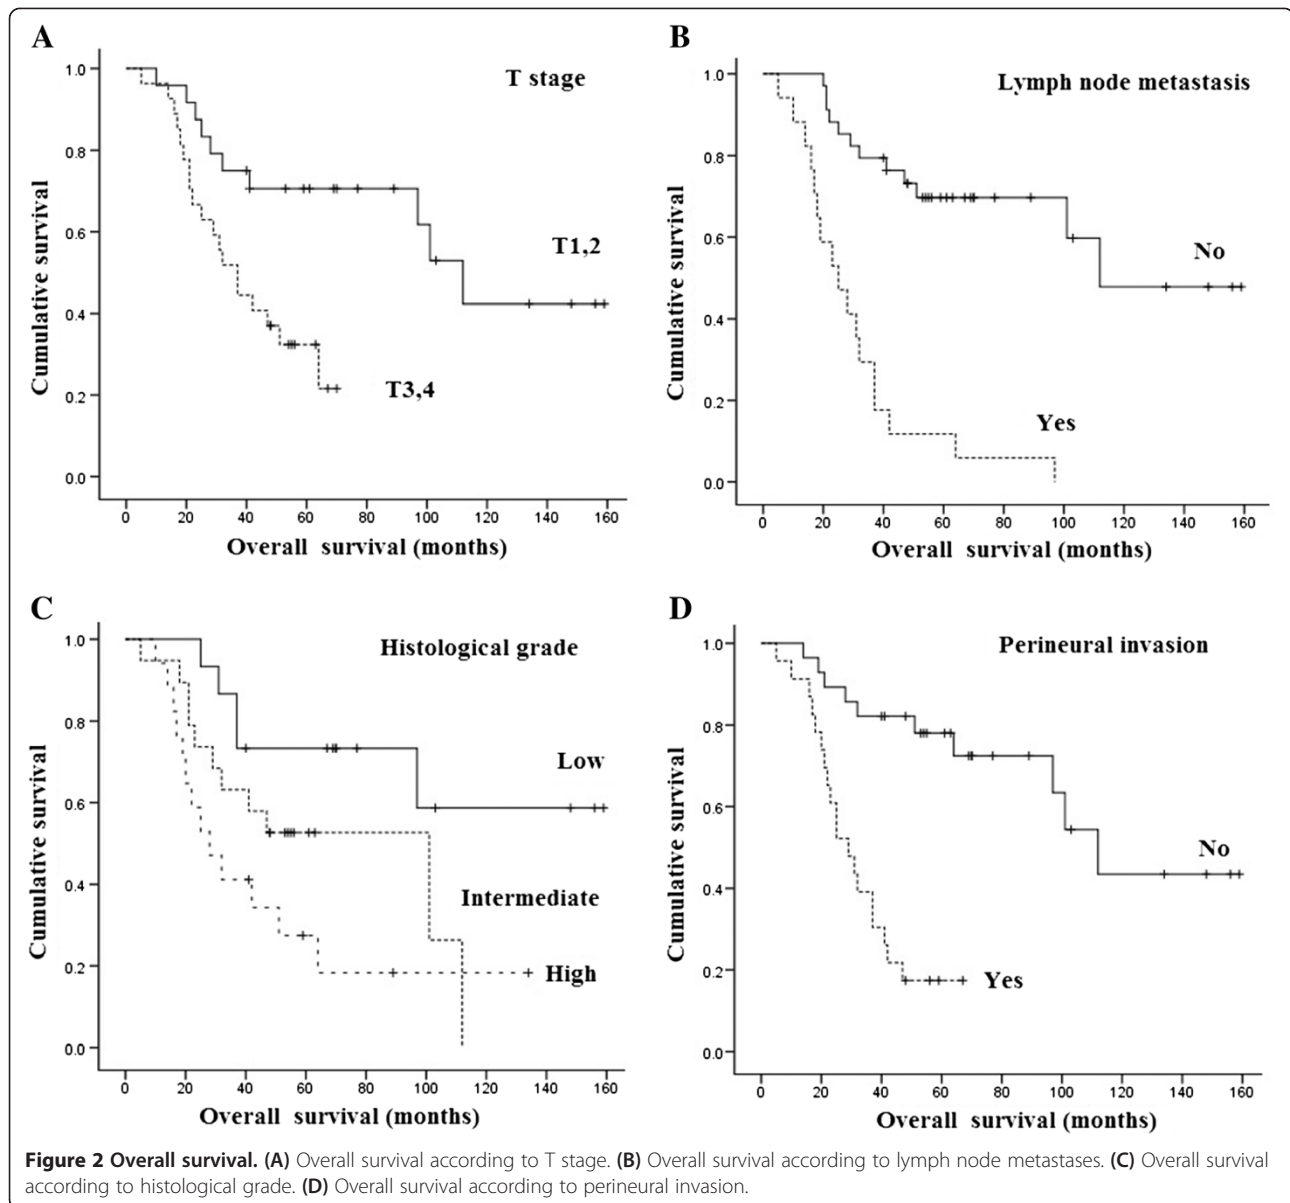 A
T stage
1.0
0.8
0.6
0.4
0.2
0.0
Cumulative survival
T1,2
T3,4
0 20 40 60 80 100 120 140 160
Overall survival (months)
B
Lymph node metastasis
1.0
0.8
0.6
0.4
0.2
0.0
Cumulative survival
No
Yes
0 20 40 60 80 100 120 140 160
Overall survival (months)
C
Histological grade
1.0
0.8
0.6
0.4
0.2
0.0
Cumulative survival
Low
Intermediate
High
0 20 40 60 80 100 120 140 160
Overall survival (months)
D
Perineural invasion
1.0
0.8
0.6
0.4
0.2
0.0
Cumulative survival
No
Yes
0 20 40 60 80 100 120 140 160
Overall survival (months)
Figure 2 Overall survival. (A) Overall survival according to T stage. (B) Overall survival according to lymph node metastases. (C) Overall survival
according to histological grade. (D) Overall survival according to perineural invasion.